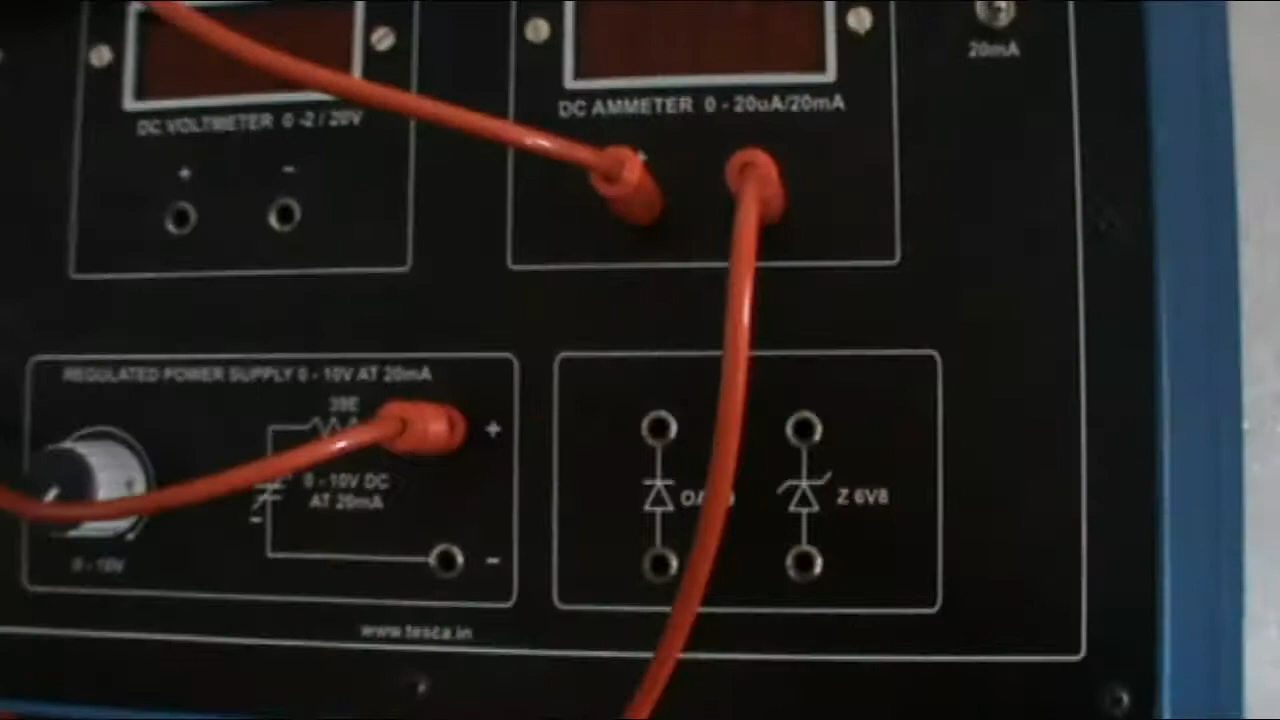 20mA
DC VOLTMETER 0 -2 / 20V
DC AMMETER 0 - 20uA/20mA
+ -
+
REGULATED POWER SUPPLY 0 - 10V AT 20mA
39E
+
0 - 10V DC
AT 20mA
-
Z 6V8
0 - 10V
-
www.tesca.in